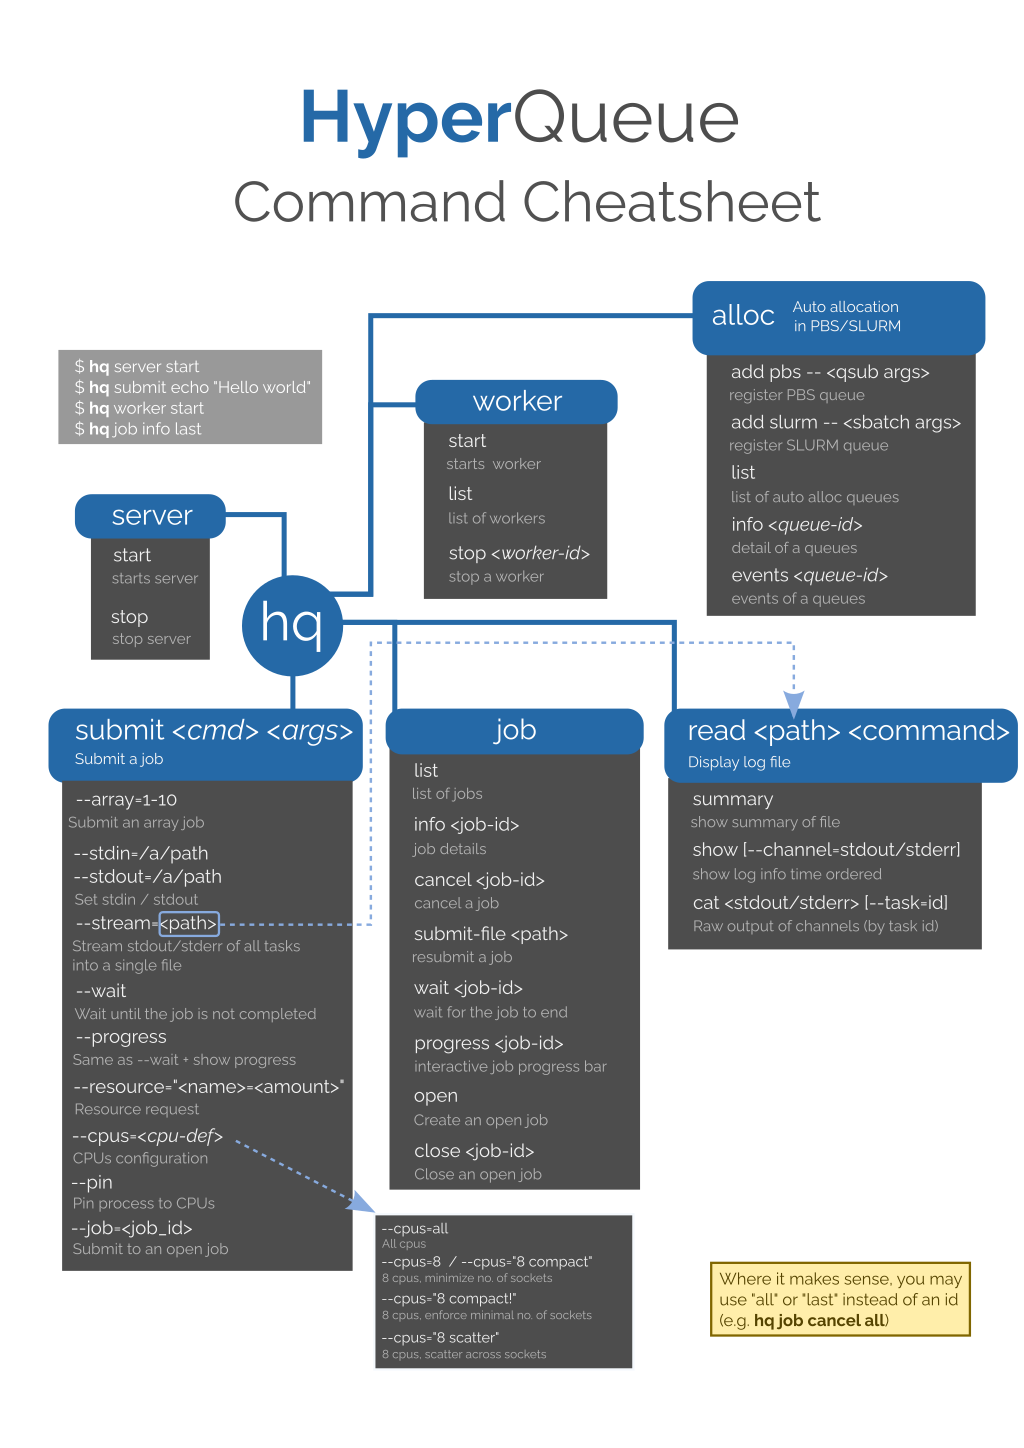 HyperQueue
Command Cheatsheet
alloc
Auto allocation
in PBS/SLURM
add pbs -- <qsub args>
register PBS queue
add slurm -- <sbatch args>
register SLURM queue
list
list of auto alloc queues
info <queue-id>
detail of a queues
events <queue-id>
events of a queues
$ hq server start
$ hq submit echo "Hello world"
$ hq worker start
$ hq job info last
worker
start
starts worker
list
list of workers
stop <worker-id>
stop a worker
server
start
starts server
stop
stop server
hq
submit <cmd> <args>
Submit a job
--array=1-10
Submit an array job
--stdin=/a/path
--stdout=/a/path
Set stdin / stdout
--stream=<path>
Stream stdout/stderr of all tasks
into a single file
--wait
Wait until the job is not completed
--progress
Same as --wait + show progress
--resource="<name>=<amount>"
Resource request
--cpus=<cpu-def>
CPUs configuration
--pin
Pin process to CPUs
--job=<job_id>
Submit to an open job
job
list
list of jobs
info <job-id>
job details
cancel <job-id>
cancel a job
submit-file <path>
resubmit a job
wait <job-id>
wait for the job to end
progress <job-id>
interactive job progress bar
open
Create an open job
close <job-id>
Close an open job
read <path> <command>
Display log file
summary
show summary of file
show [--channel=stdout/stderr]
show log info time ordered
cat <stdout/stderr> [--task=id]
Raw output of channels (by task id)
--cpus=all
All cpus
--cpus=8 / --cpus="8 compact"
8 cpus, minimize no. of sockets
--cpus="8 compact!"
8 cpus, enforce minimal no. of sockets
--cpus="8 scatter"
8 cpus, scatter across sockets
Where it makes sense, you may
use "all" or "last" instead of an id
(e.g. hq job cancel all)